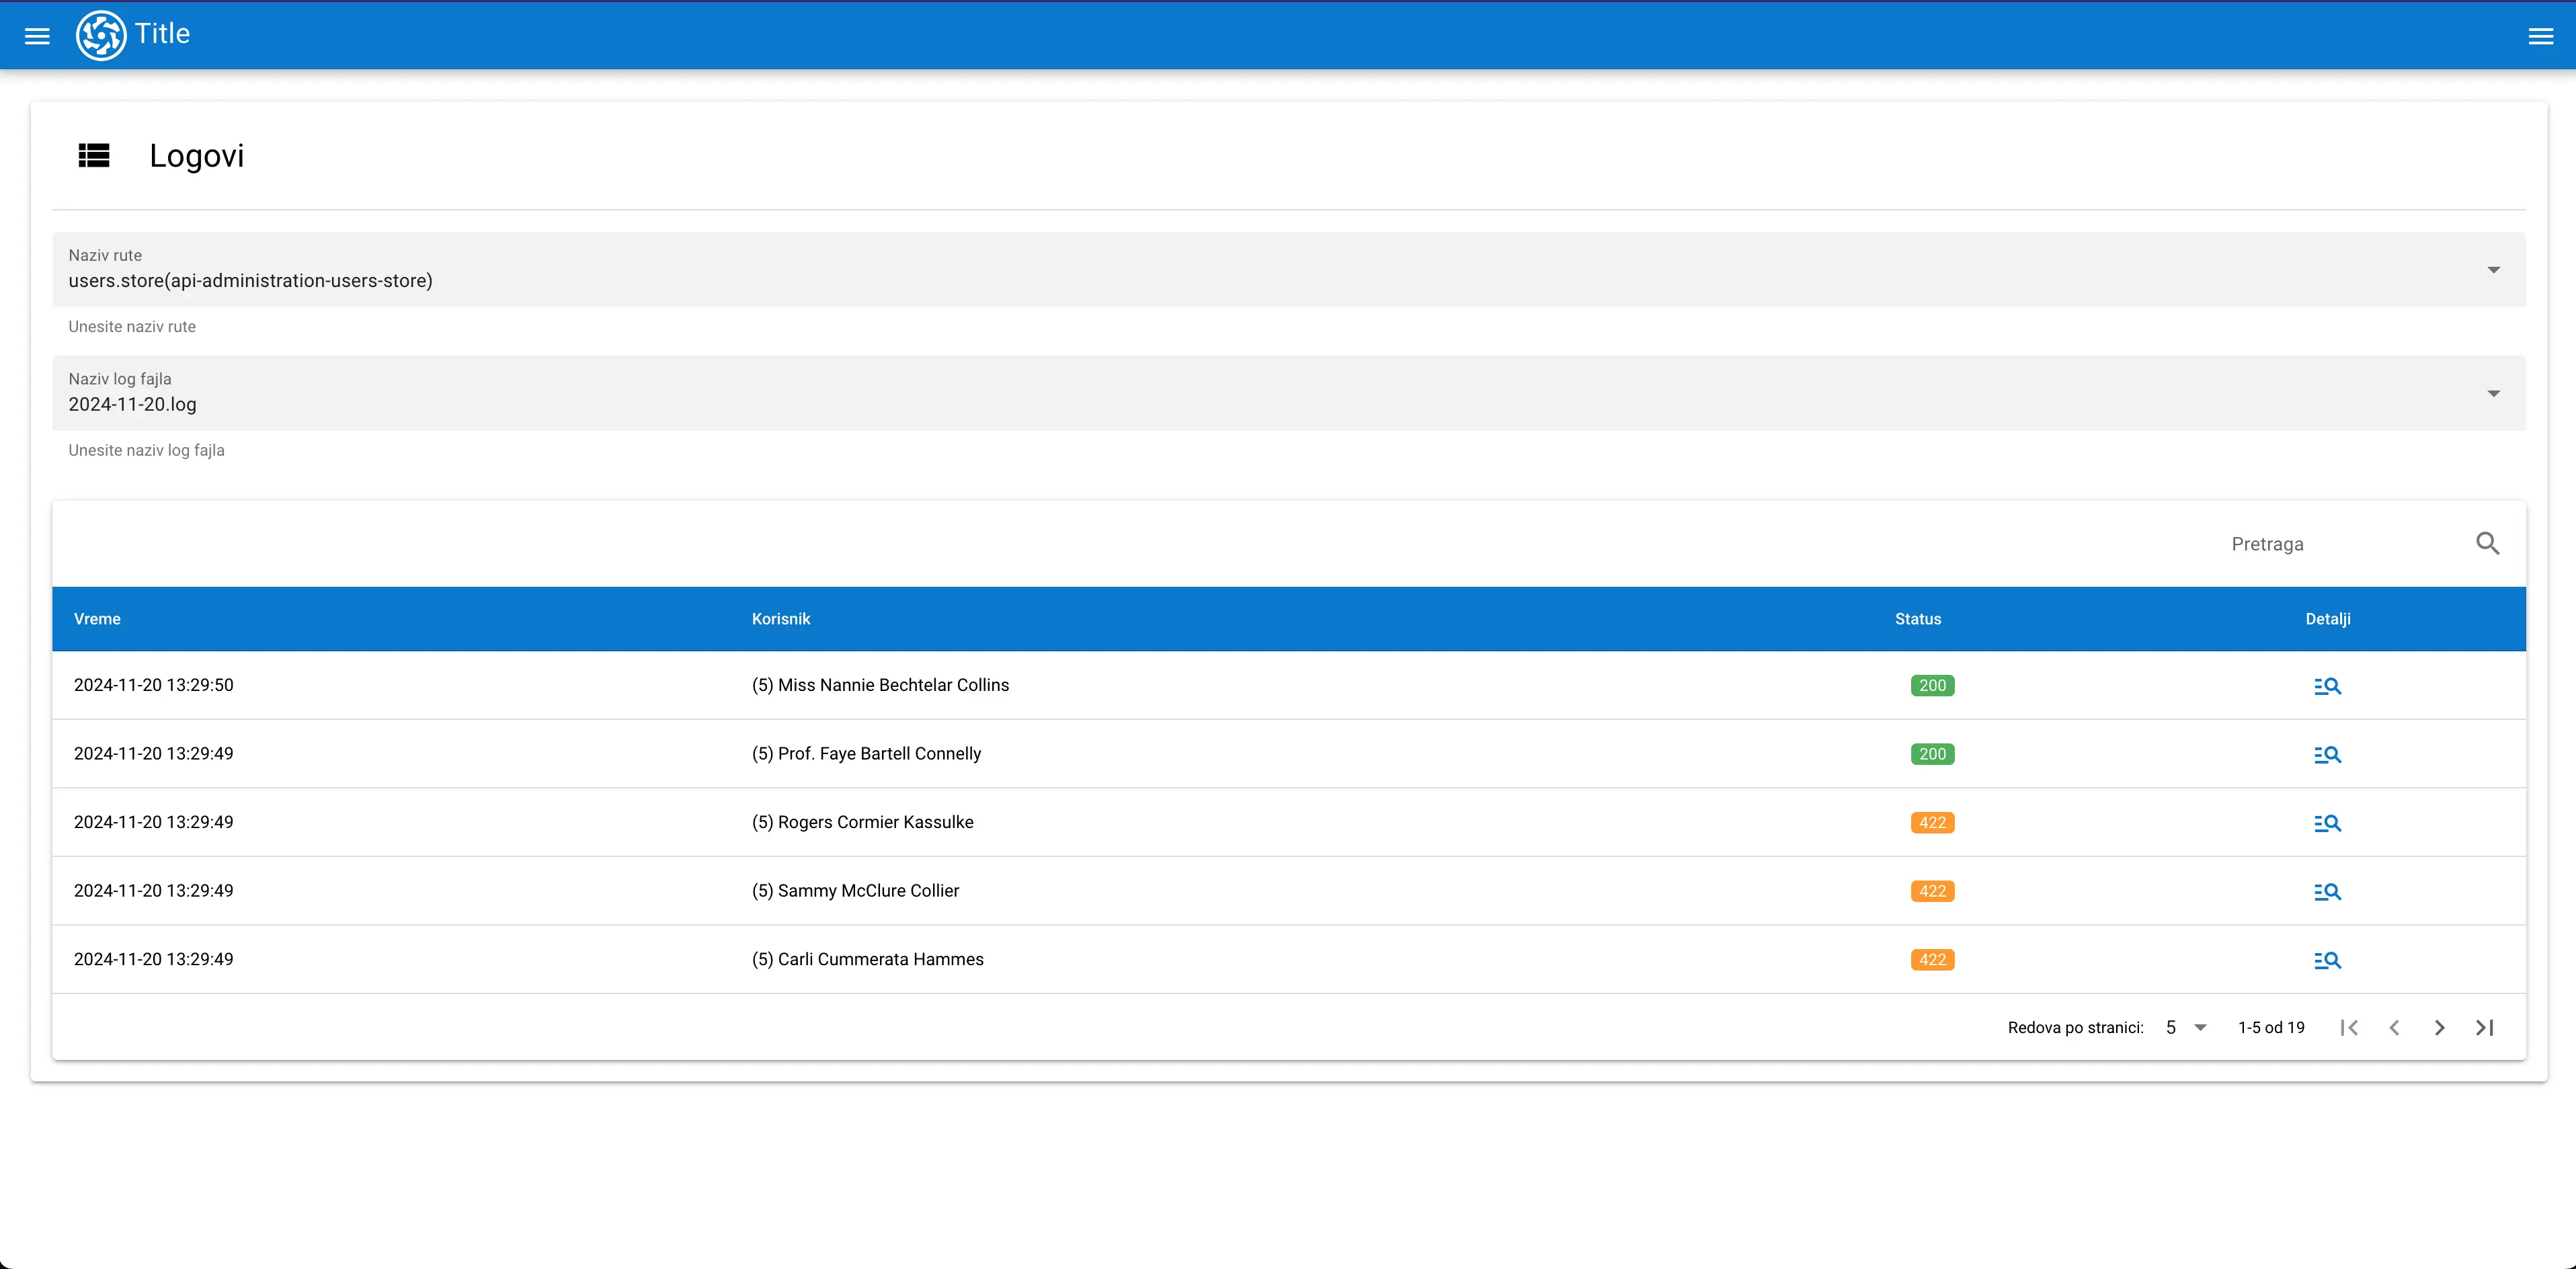 Title
Logovi
Naziv rute
users.store(api-administration-users-store)
Unesite naziv rute
Naziv log fajla
2024-11-20.log
Unesite naziv log fajla
Pretraga
Vreme Korisnik Status Detalji
2024-11-20 13:29:50 (5) Miss Nannie Bechtelar Collins 200
2024-11-20 13:29:49 (5) Prof. Faye Bartell Connelly 200
2024-11-20 13:29:49 (5) Rogers Cormier Kassulke 422
2024-11-20 13:29:49 (5) Sammy McClure Collier 422
2024-11-20 13:29:49 (5) Carli Cummerata Hammes 422
Redova po stranici: 5 1-5 od 19